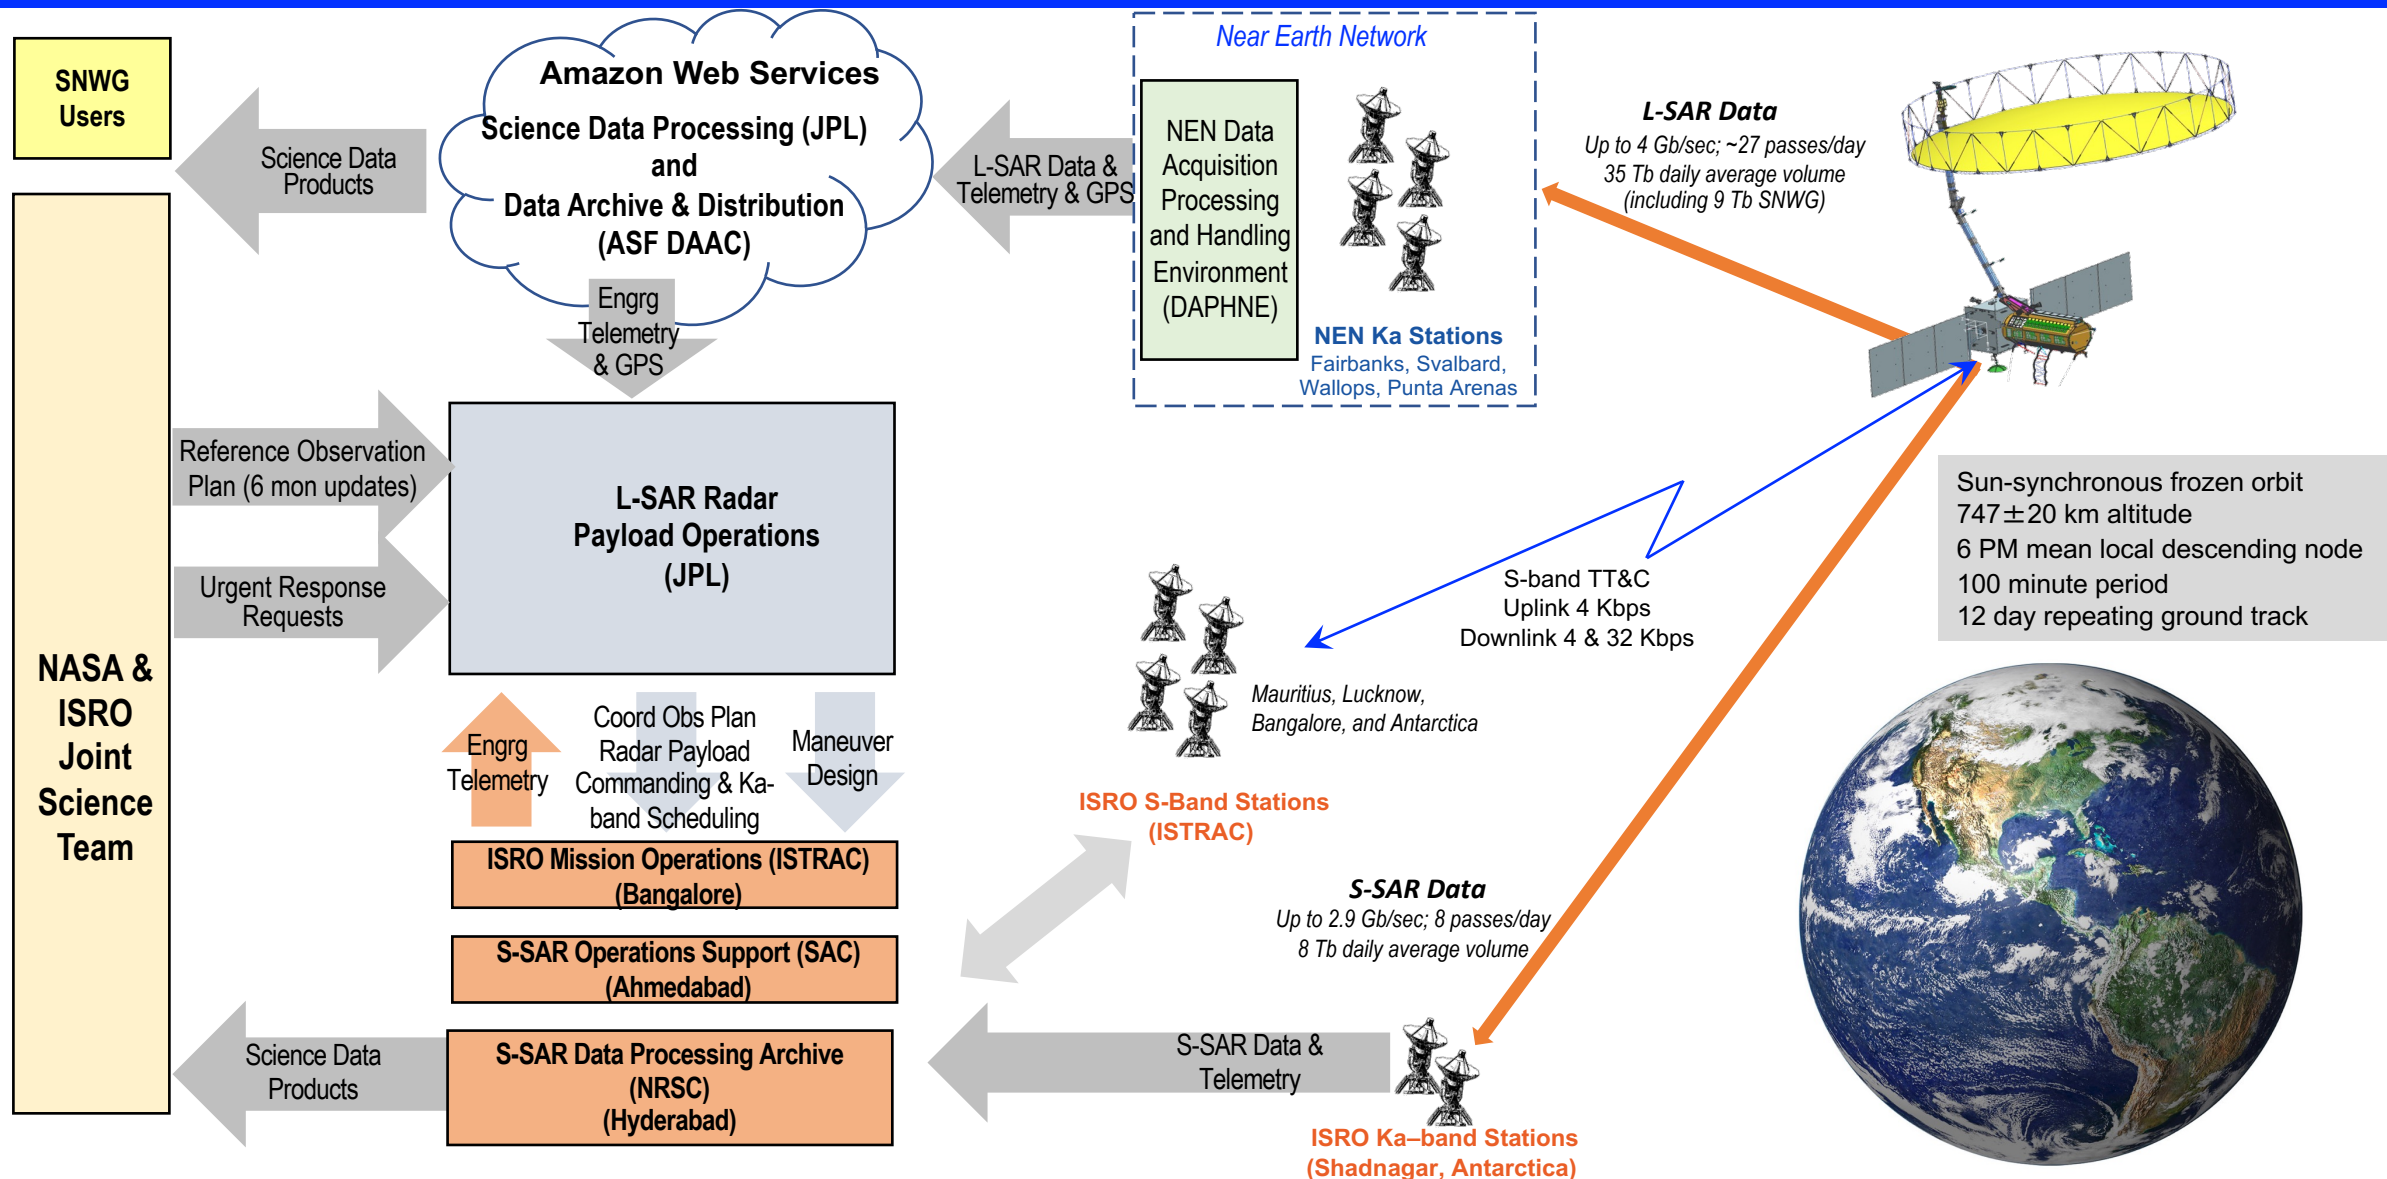 SNWG
Users
NASA &
ISRO
Joint
Science
Team
Science Data
Products
Amazon Web Services
Science Data Processing (JPL)
and
Data Archive & Distribution
(ASF DAAC)
L-SAR Data &
Telemetry & GPS
Near Earth Network
NEN Data
Acquisition
Processing
and Handling
Environment
(DAPHNE)
NEN Ka Stations
Fairbanks, Svalbard,
Wallops, Punta Arenas
L-SAR Data
Up to 4 Gb/sec; ~27 passes/day
35 Tb daily average volume
(including 9 Tb SNWG)
Engrg
Telemetry
& GPS
Reference Observation
Plan (6 mon updates)
Urgent Response
Requests
L-SAR Radar
Payload Operations
(JPL)
Sun-synchronous frozen orbit
747±20 km altitude
6 PM mean local descending node
100 minute period
12 day repeating ground track
S-band TT&C
Uplink 4 Kbps
Downlink 4 & 32 Kbps
Mauritius, Lucknow,
Bangalore, and Antarctica
ISRO S-Band Stations
(ISTRAC)
Engrg
Telemetry
Coord Obs Plan
Radar Payload
Commanding & Ka-
band Scheduling
Maneuver
Design
ISRO Mission Operations (ISTRAC)
(Bangalore)
S-SAR Operations Support (SAC)
(Ahmedabad)
S-SAR Data Processing Archive
(NRSC)
(Hyderabad)
Science Data
Products
S-SAR Data
Up to 2.9 Gb/sec; 8 passes/day
8 Tb daily average volume
S-SAR Data &
Telemetry
ISRO Ka–band Stations
(Shadnagar, Antarctica)